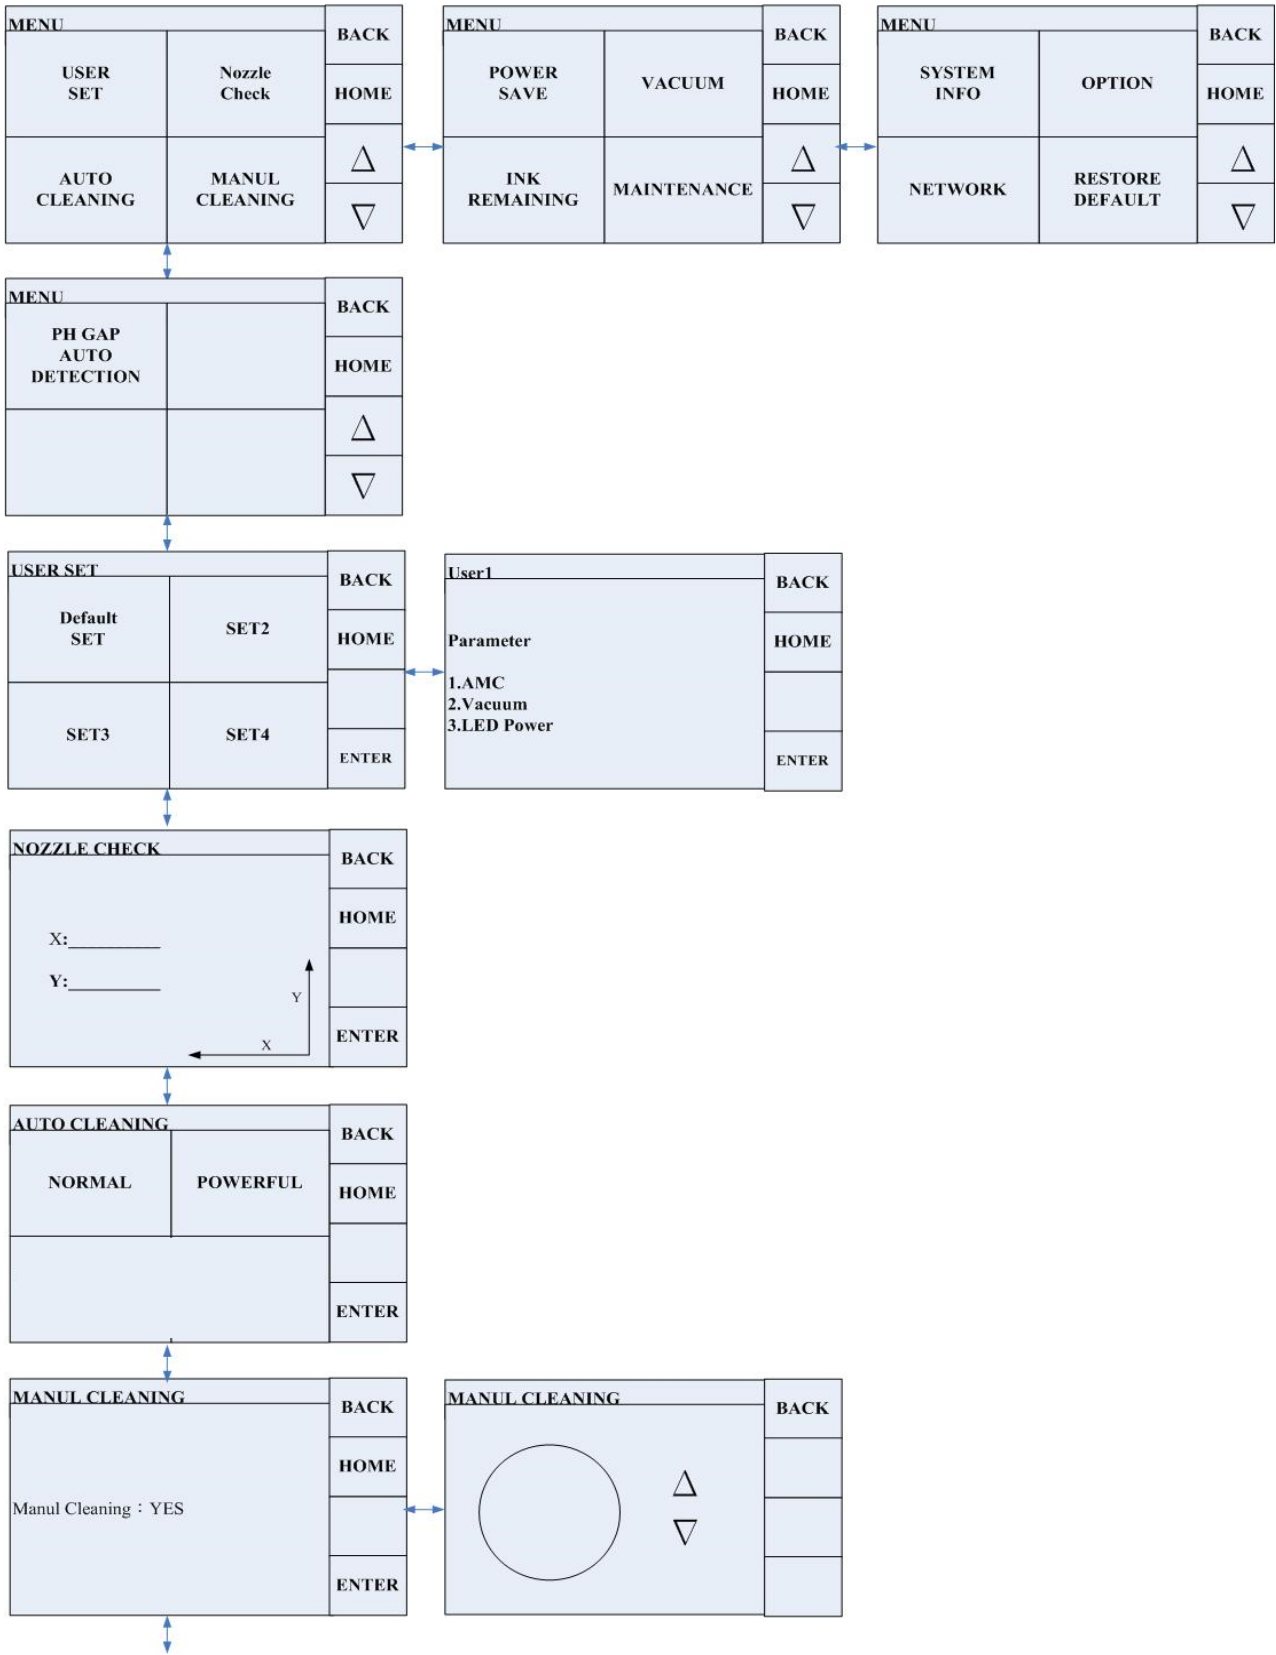 MENU
USER
SET
Nozzle
Check
AUTO
CLEANING
MANUL
CLEANING
BACK
HOME
MENU
POWER
SAVE
VACUUM
INK
REMAINING
MAINTENANCE
BACK
HOME
MENU
SYSTEM
INFO
OPTION
NETWORK
RESTORE
DEFAULT
BACK
HOME
MENU
PH GAP
AUTO
DETECTION
BACK
HOME
USER SET
Default
SET
SET2
SET3
SET4
BACK
HOME
ENTER
User1
Parameter
1.AMC
2.Vacuum
3.LED Power
BACK
HOME
ENTER
NOZZLE CHECK
X:__________
Y:__________
Y
X
BACK
HOME
ENTER
AUTO CLEANING
NORMAL
POWERFUL
BACK
HOME
ENTER
MANUL CLEANING
Manul Cleaning：YES
BACK
HOME
ENTER
MANUL CLEANING
BACK